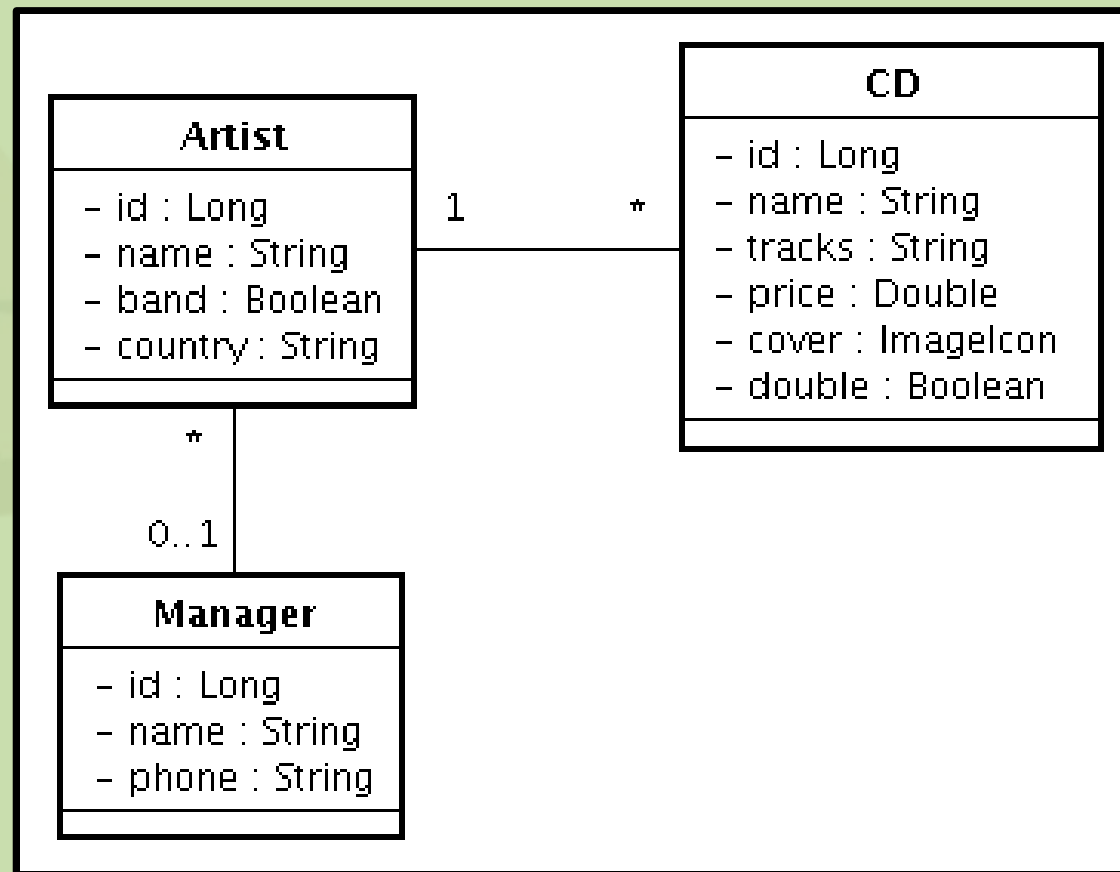 Artist
- id : Long
- name : String
- band : Boolean
- country : String
1
*
CD
- id : Long
- name : String
- tracks : String
- price : Double
- cover : ImageIcon
- double : Boolean
*
0..1
Manager
- id : Long
- name : String
- phone : String